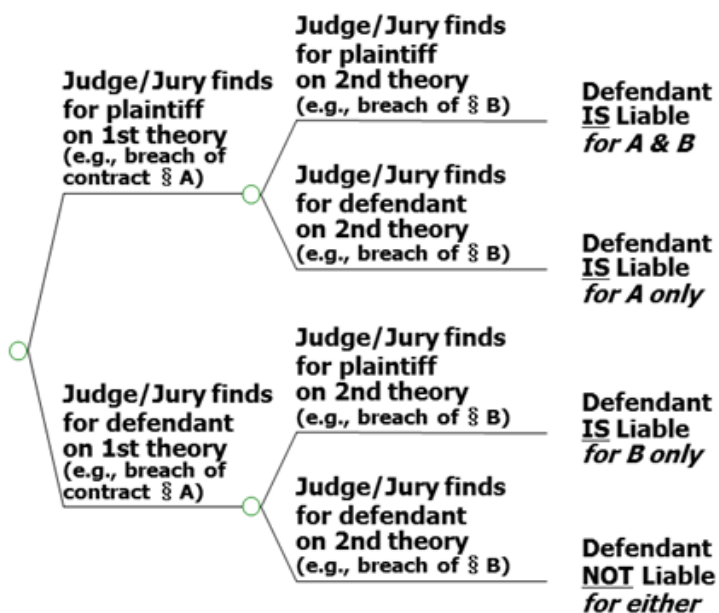 Judge/Jury finds
for plaintiff
on 1st theory
(e.g., breach of
contract § A)
Judge/Jury finds
for plaintiff
on 2nd theory
(e.g., breach of § B)
Defendant
IS Liable
for A & B
Judge/Jury finds
for defendant
on 2nd theory
(e.g., breach of § B)
Defendant
IS Liable
for A only
Judge/Jury finds
for defendant
on 1st theory
(e.g., breach of
contract § A)
Judge/Jury finds
for plaintiff
on 2nd theory
(e.g., breach of § B)
Defendant
IS Liable
for B only
Judge/Jury finds
for defendant
on 2nd theory
(e.g., breach of § B)
Defendant
NOT Liable
for either